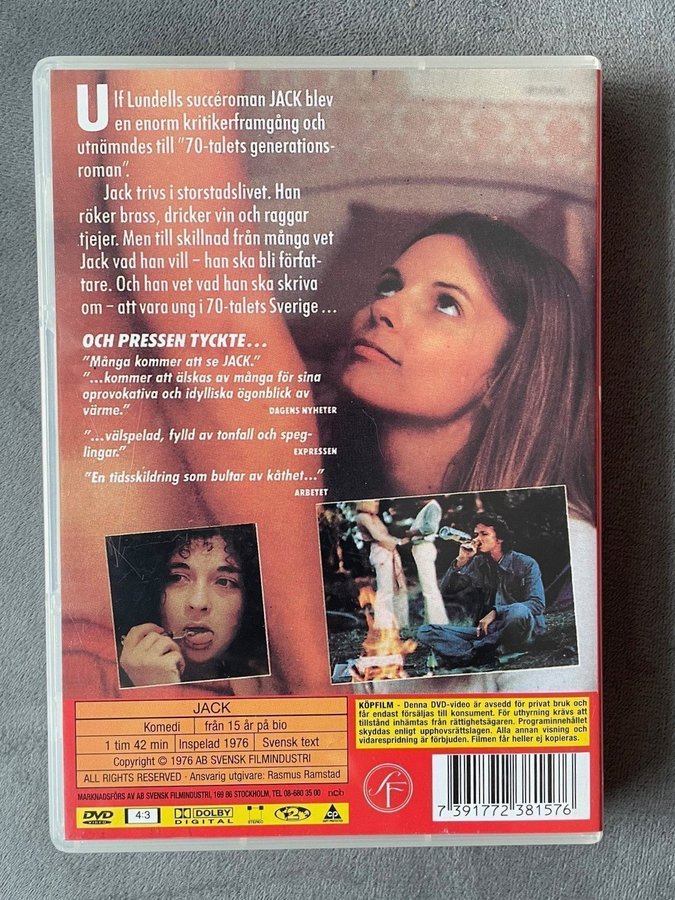 Ulf Lundells succéroman JACK blev
en enorm kritikerframgång och
utnämndes till "70-talets generations-
roman".
Jack trivs i storstadslivet. Han
röker brass, dricker vin och raggar
tjejer. Men till skillnad från många vet
Jack vad han vill – han ska bli förfat-
tare. Och han vet vad han ska skriva
om – att vara ung i 70-talets Sverige ...
OCH PRESSEN TYCKTE...
"Många kommer att se JACK."
"...kommer att älskas av många för sina
oprovokativa och idylliska ögonblick av
värme." DAGENS NYHETER
"...välspelad, fylld av tonfall och speg-
lingar." EXPRESSEN
"En tidsskildring som bultar av kåthet..."
ARBETET
JACK
Komedi från 15 år på bio
1 tim 42 min Inspelad 1976 Svensk text
Copyright © 1976 AB SVENSK FILMINDUSTRI
ALL RIGHTS RESERVED - Ansvarig utgivare: Rasmus Ramstad
MARKNADSFÖRS AV AB SVENSK FILMINDUSTRI, 169 86 STOCKHOLM, TEL 08-680 35 00 ncb
KÖPFILM - Denna DVD-video är avsedd för privat bruk och
får endast försäljas till konsument. För uthyrning krävs att
tillstånd inhämtas från rättighetsägaren. Programinnehållet
skyddas enligt upphovsrättslagen. All annan visning och
vidarespridning är förbjuden. Filmen får heller ej kopieras.
DVD VIDEO 4:3 DOLBY DIGITAL STEREO 2 CP
SF
7 391772 381576